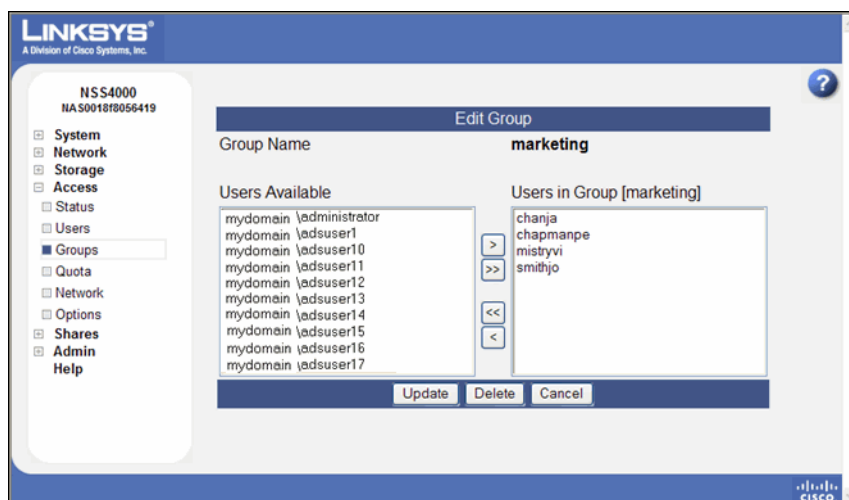 LINKSYS®
A Division of Cisco Systems, Inc.
NSS4000
NAS0018f8056419
System
Network
Storage
Access
Status
Users
Groups
Quota
Network
Options
Shares
Admin
Help
?
Edit Group
Group Name marketing
Users Available Users in Group [marketing]
mydomain \administrator
mydomain \adsuser1
mydomain \adsuser10
mydomain \adsuser11
mydomain \adsuser12
mydomain \adsuser13
mydomain \adsuser14
mydomain \adsuser15
mydomain \adsuser16
mydomain \adsuser17
>
>>
<<
<
chanja
chapmanpe
mistryvi
smithjo
Update Delete Cancel
CISCO